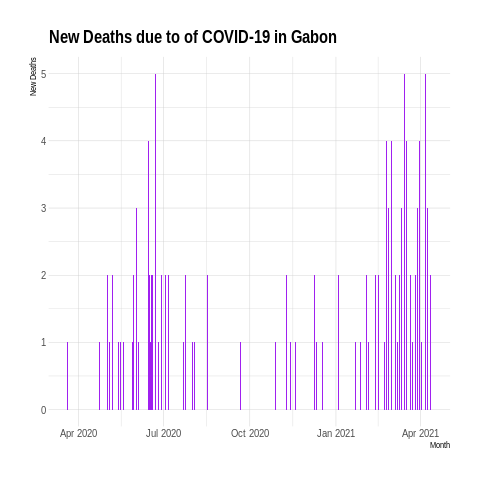 New Deaths due to of COVID-19 in Gabon
New Deaths
5
4
3
2
1
0
Apr 2020 Jul 2020 Oct 2020 Jan 2021 Apr 2021
Month